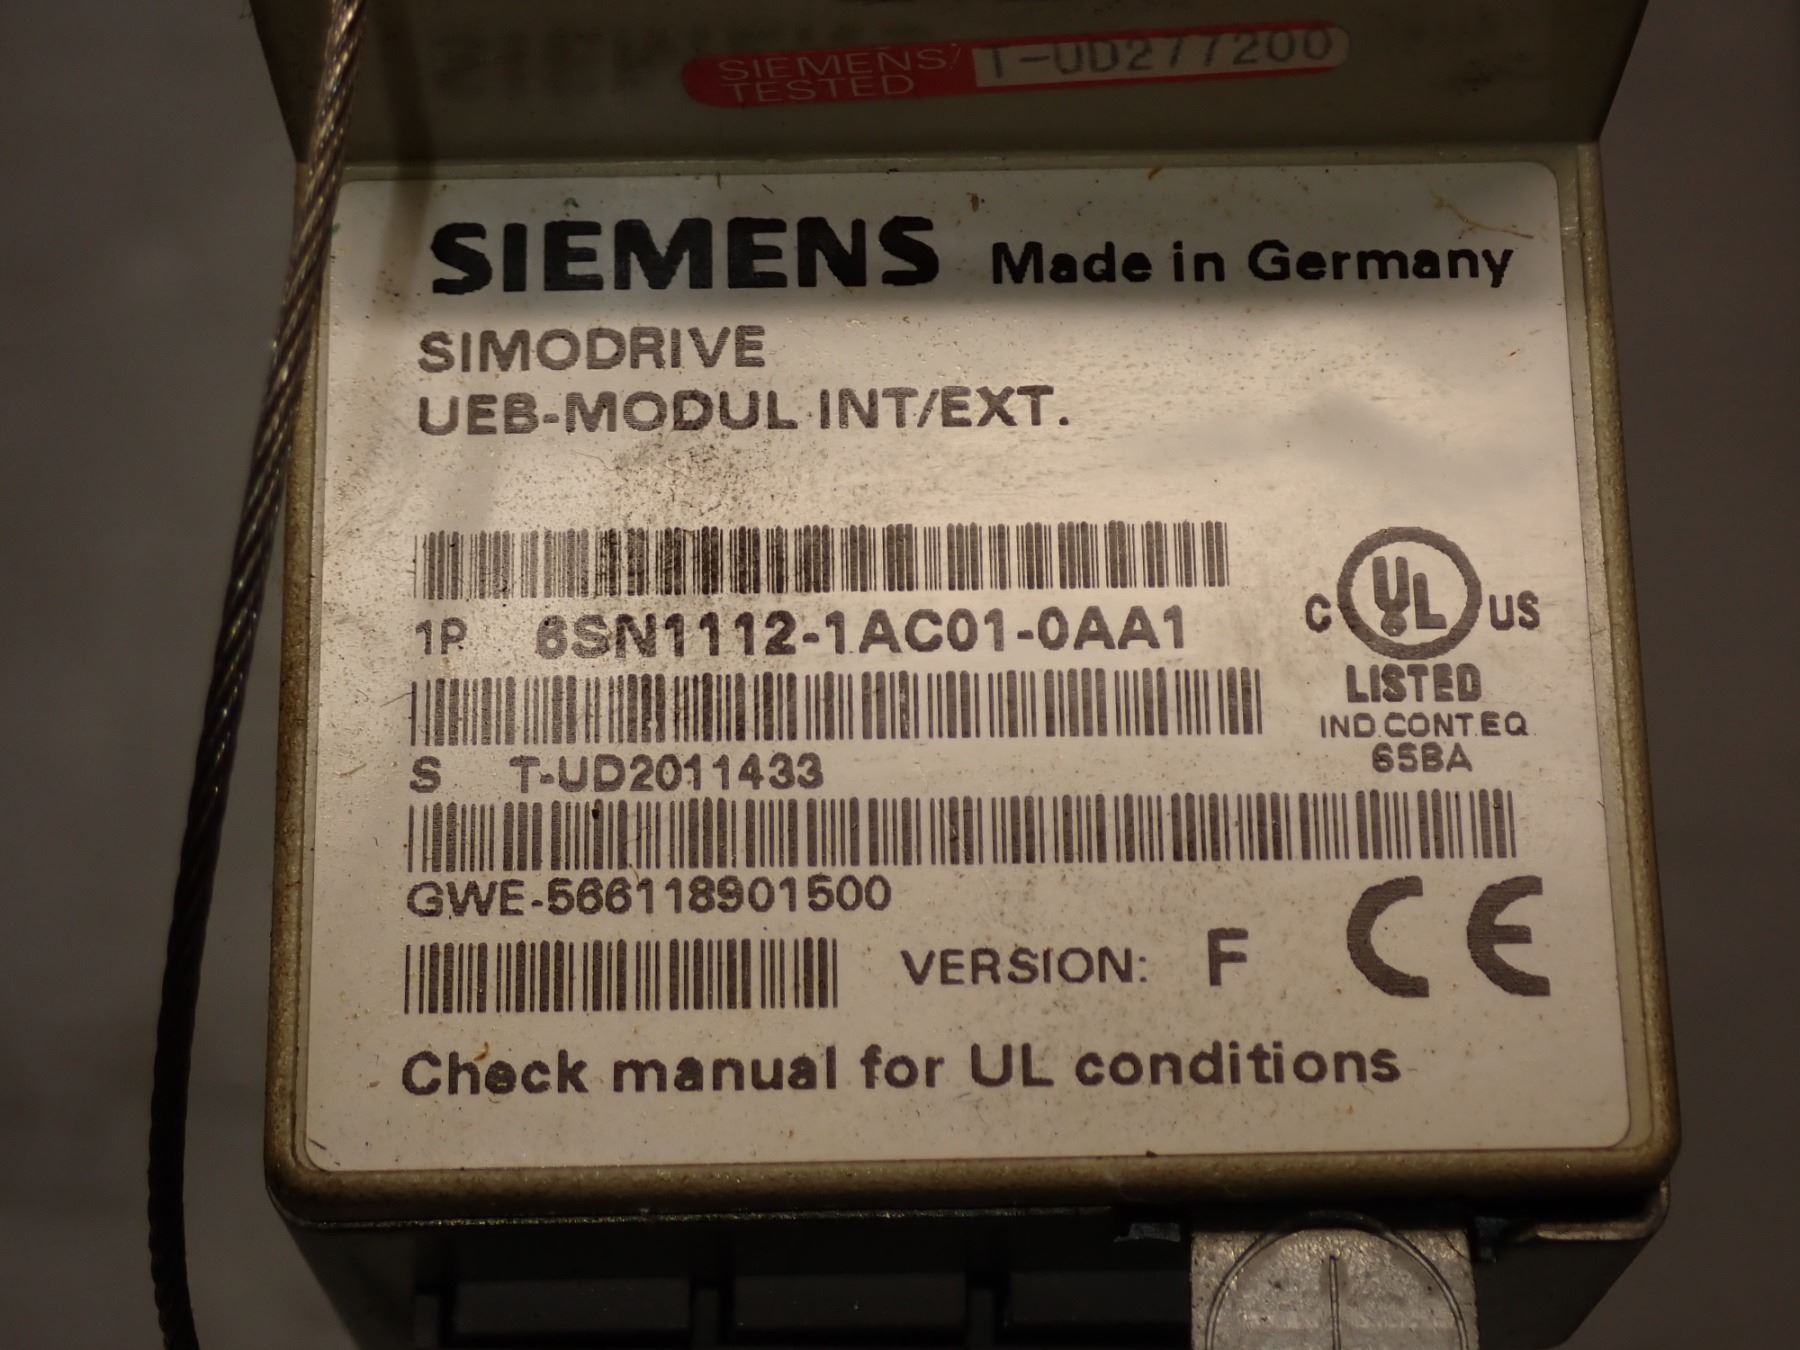 SIEMENS T-UD277200
TESTED
SIEMENS Made in Germany
SIMODRIVE
UEB-MODUL INT/EXT.
1P 6SN1112-1AC01-0AA1
C UL US
LISTED
IND.CONT.EQ
65BA
S T-UD2011433
GWE-566118901500
VERSION: F CE
Check manual for UL conditions